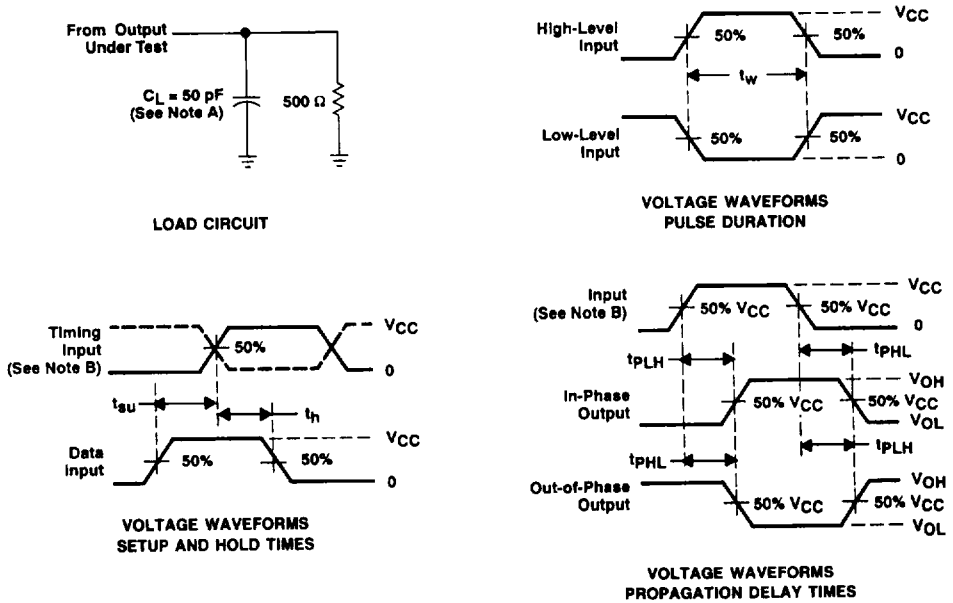 From Output
Under Test
CL = 50 pF
(See Note A)
500 Ω
LOAD CIRCUIT
High-Level
Input
50%
50%
VCC
0
tw
Low-Level
Input
50%
50%
VCC
0
VOLTAGE WAVEFORMS
PULSE DURATION
Timing
Input
(See Note B)
50%
VCC
0
tsu
th
Data
Input
50%
50%
VCC
0
VOLTAGE WAVEFORMS
SETUP AND HOLD TIMES
Input
(See Note B)
50% VCC
50% VCC
VCC
0
tPLH
tPHL
In-Phase
Output
50% VCC
50% VCC
VOH
VOL
tPHL
tPLH
Out-of-Phase
Output
50% VCC
50% VCC
VOH
VOL
VOLTAGE WAVEFORMS
PROPAGATION DELAY TIMES